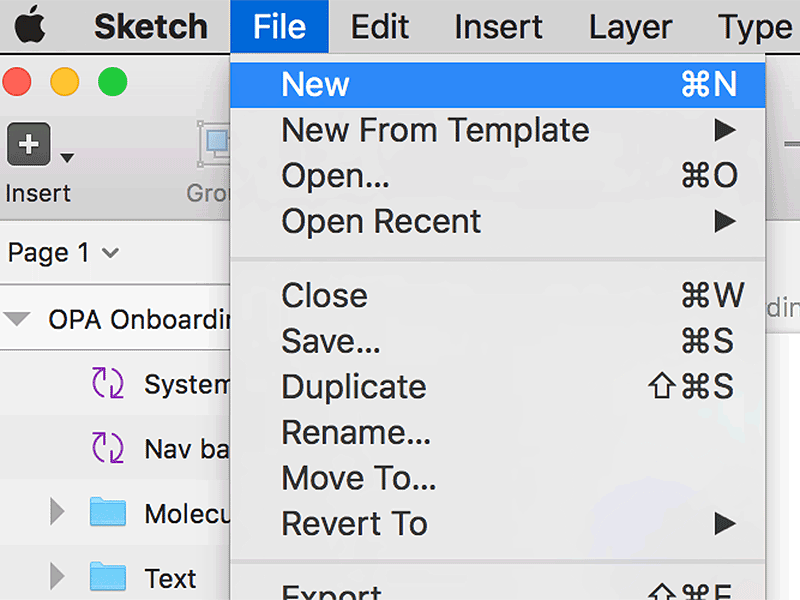 Sketch File Edit Insert Layer Type
New ⌘N
New From Template ▶
Open... ⌘O
Open Recent ▶
Close ⌘W
Save... ⌘S
Duplicate ⇧⌘S
Rename...
Move To...
Revert To ▶
Export ⇧⌘E
Insert
Grou
Page 1
OPA Onboardin
System
Nav ba
Molecu
Text
din